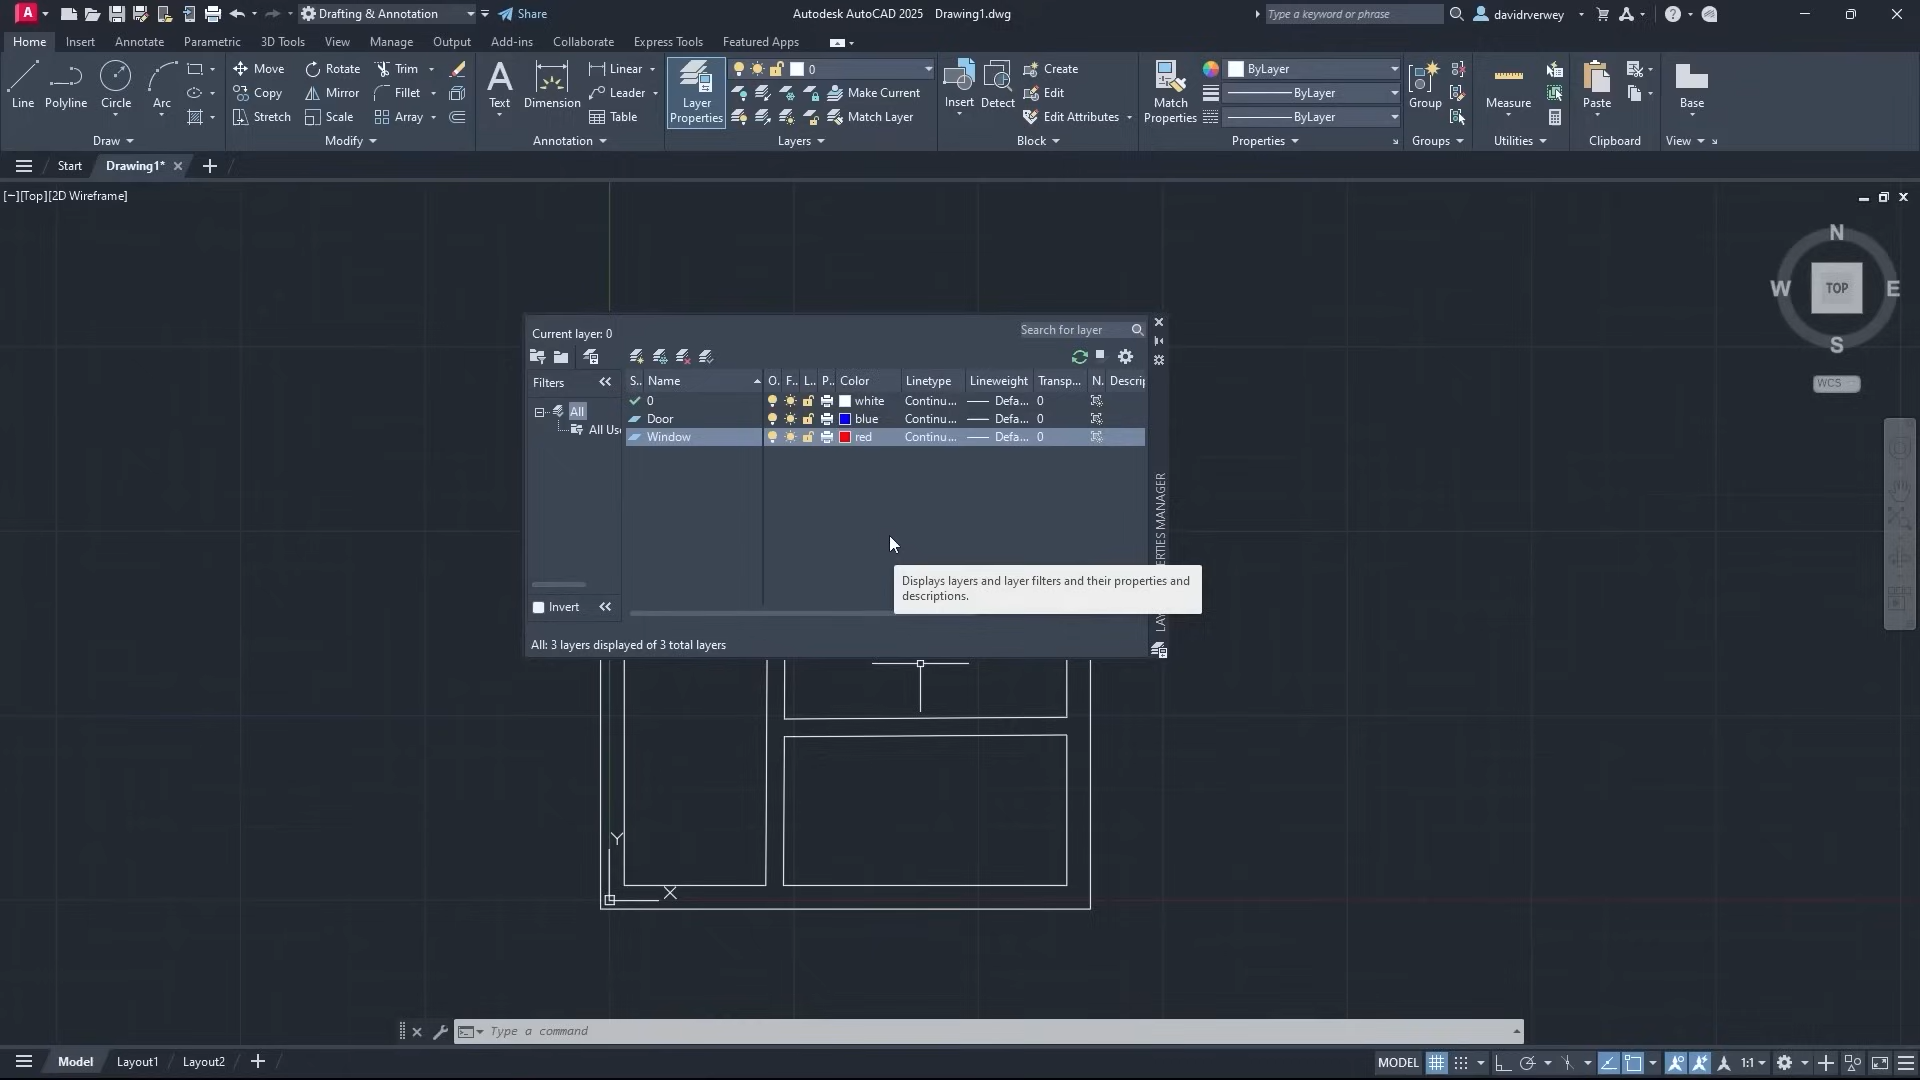 Drafting & Annotation
Share
Autodesk AutoCAD 2025 Drawing1.dwg
Type a keyword or phrase
davidrverwey
Home Insert Annotate Parametric 3D Tools View Manage Output Add-ins Collaborate Express Tools Featured Apps
Line Polyline Circle Arc
Move Rotate Trim
Copy Mirror Fillet
Stretch Scale Array
Text Dimension
Linear
Leader
Table
Layer Properties
0
Make Current
Match Layer
Insert Detect
Create
Edit
Edit Attributes
Match Properties
ByLayer
ByLayer
ByLayer
Group Measure Paste Base
Draw Modify Annotation Layers Block Properties Groups Utilities Clipboard View
Start Drawing1*
[−][Top][2D Wireframe]
N
W TOP E
S
WCS
Current layer: 0
Search for layer
Filters
S.. Name O. F.. L.. P.. Color Linetype Lineweight Transp... N. Descrip
All
All Us
0 white Continu... Defa... 0
Door blue Continu... Defa... 0
Window red Continu... Defa... 0
Displays layers and layer filters and their properties and
descriptions.
Invert
All: 3 layers displayed of 3 total layers
Y
X
Type a command
Model Layout1 Layout2
MODEL
1:1